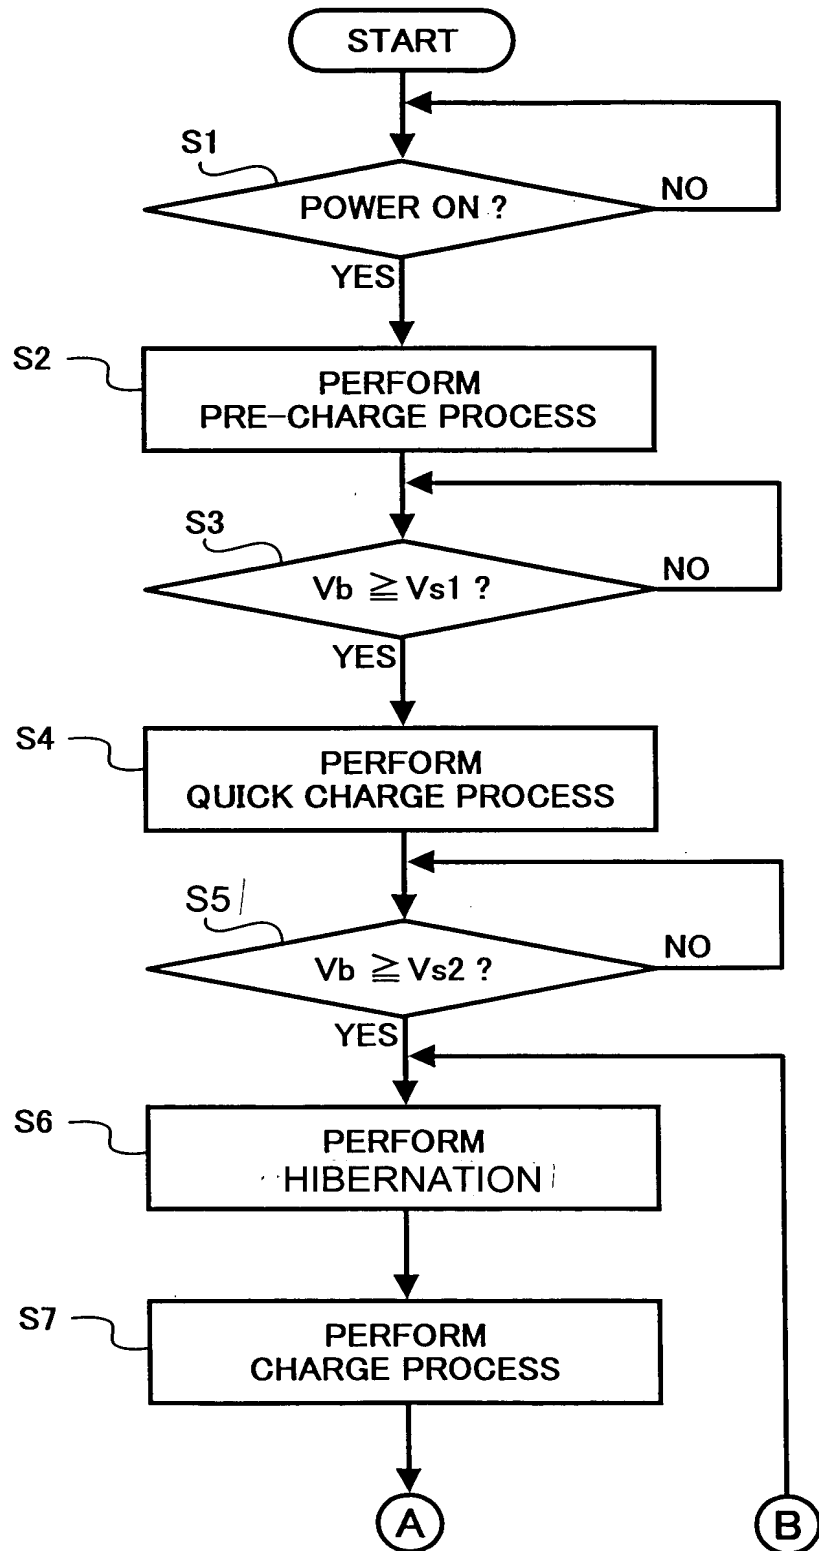 START
S1
POWER ON ?
NO
YES
S2
PERFORM
PRE-CHARGE PROCESS
S3
Vb ≧ Vs1 ?
NO
YES
S4
PERFORM
QUICK CHARGE PROCESS
S5
Vb ≧ Vs2 ?
NO
YES
S6
PERFORM
HIBERNATION
S7
PERFORM
CHARGE PROCESS
A
B